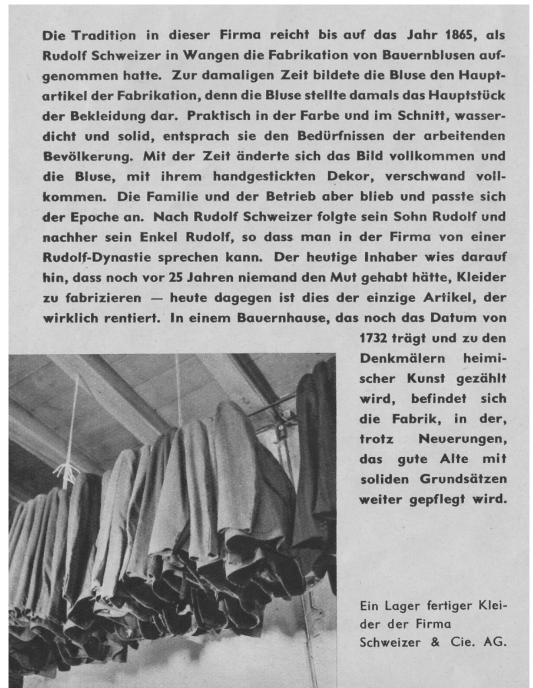 Die Tradition in dieser Firma reicht bis auf das Jahr 1865, als
Rudolf Schweizer in Wangen die Fabrikation von Bauernblusen auf-
genommen hatte. Zur damaligen Zeit bildete die Bluse den Haupt-
artikel der Fabrikation, denn die Bluse stellte damals das Hauptstück
der Bekleidung dar. Praktisch in der Farbe und im Schnitt, wasser-
dicht und solid, entsprach sie den Bedürfnissen der arbeitenden
Bevölkerung. Mit der Zeit änderte sich das Bild vollkommen und
die Bluse, mit ihrem handgestickten Dekor, verschwand voll-
kommen. Die Familie und der Betrieb aber blieb und passte sich
der Epoche an. Nach Rudolf Schweizer folgte sein Sohn Rudolf und
nachher sein Enkel Rudolf, so dass man in der Firma von einer
Rudolf-Dynastie sprechen kann. Der heutige Inhaber wies darauf
hin, dass noch vor 25 Jahren niemand den Mut gehabt hätte, Kleider
zu fabrizieren — heute dagegen ist dies der einzige Artikel, der
wirklich rentiert. In einem Bauernhause, das noch das Datum von
1732 trägt und zu den
Denkmälern heimi-
scher Kunst gezählt
wird, befindet sich
die Fabrik, in der,
trotz Neuerungen,
das gute Alte mit
soliden Grundsätzen
weiter gepflegt wird.
Ein Lager fertiger Klei-
der der Firma
Schweizer & Cie. AG.